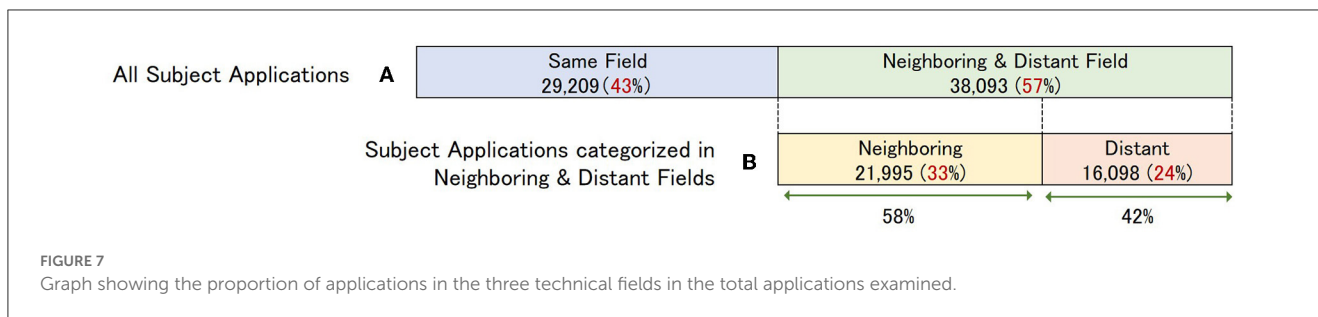 All Subject Applications A
Same Field
29,209(43%)
Neighboring & Distant Field
38,093 (57%)
Subject Applications categorized in
Neighboring & Distant Fields
B
Neighboring
21,995 (33%)
Distant
16,098 (24%)
58%
42%
FIGURE 7
Graph showing the proportion of applications in the three technical fields in the total applications examined.